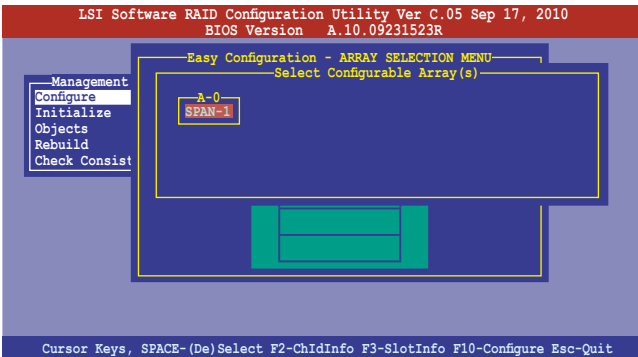 LSI Software RAID Configuration Utility Ver C.05 Sep 17, 2010
BIOS Version A.10.09231523R
Easy Configuration - ARRAY SELECTION MENU
Select Configurable Array(s)
Management
Configure
Initialize
Objects
Rebuild
Check Consist
A-0
SPAN-1
Cursor Keys, SPACE-(De)Select F2-ChIdInfo F3-SlotInfo F10-Configure Esc-Quit